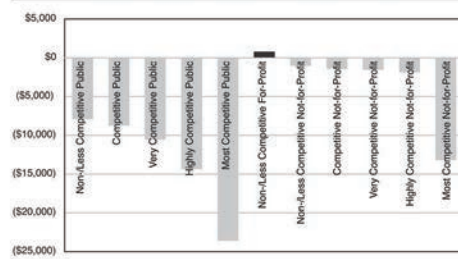 $5,000
$0
($5,000)
($10,000)
($15,000)
($20,000)
($25,000)
Non-/Less Competitive Public
Competitive Public
Very Competitive Public
Highly Competitive Public
Most Competitive Public
Non-/Less Competitive For-Profit
Non-/Less Competitive Not-for-Profit
Competitive Not-for-Profit
Very Competitive Not-for-Profit
Highly Competitive Not-for-Profit
Most Competitive Not-for-Profit